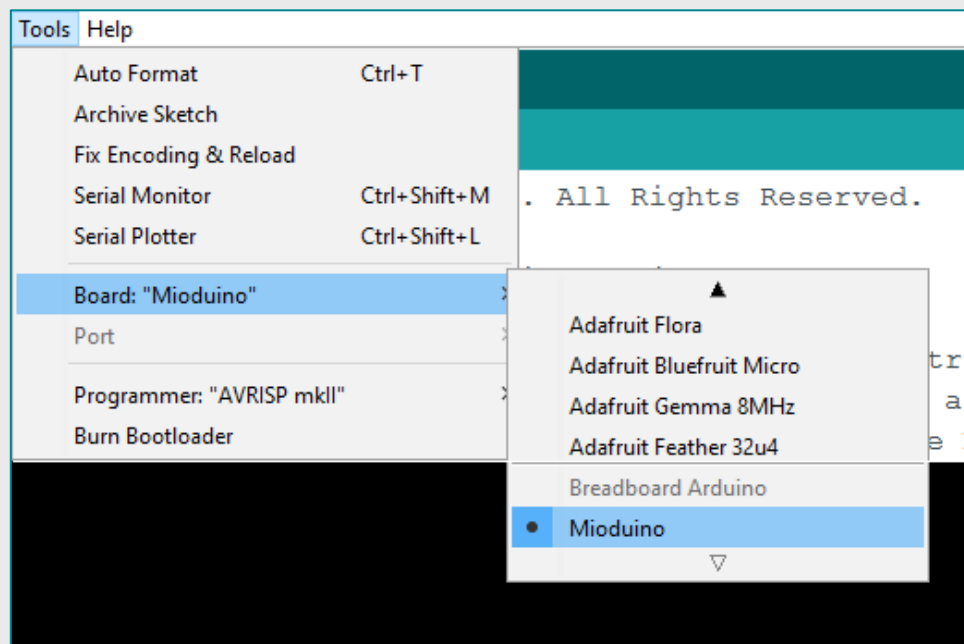 Tools Help
Auto Format Ctrl+T
Archive Sketch
Fix Encoding & Reload
Serial Monitor Ctrl+Shift+M
Serial Plotter Ctrl+Shift+L
Board: "Mioduino"
Port
Programmer: "AVRISP mkII"
Burn Bootloader
. All Rights Reserved.
Adafruit Flora
Adafruit Bluefruit Micro
Adafruit Gemma 8MHz
Adafruit Feather 32u4
Breadboard Arduino
Mioduino
tr
a
e